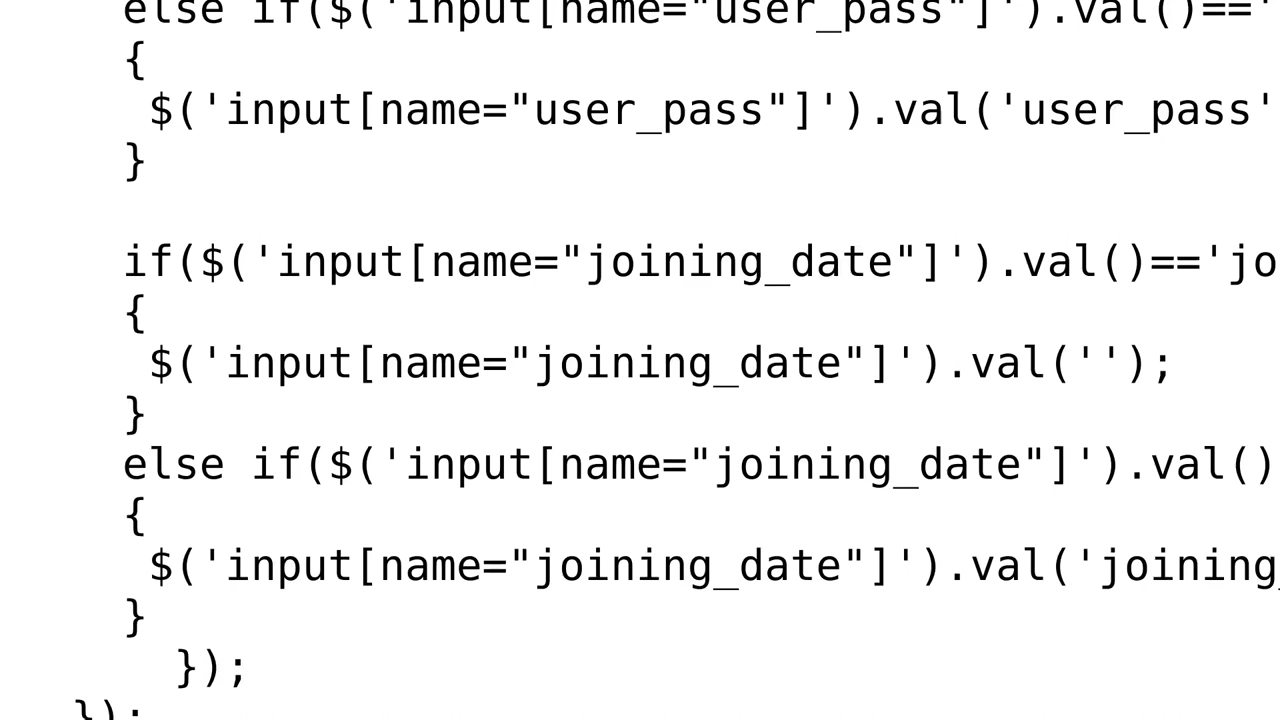 else if($('input[name="user_pass"]').val()=='
{
$('input[name="user_pass"]').val('user_pass'
}
if($('input[name="joining_date"]').val()=='jo
{
$('input[name="joining_date"]').val('');
}
else if($('input[name="joining_date"]').val()
{
$('input[name="joining_date"]').val('joining_
}
});
});